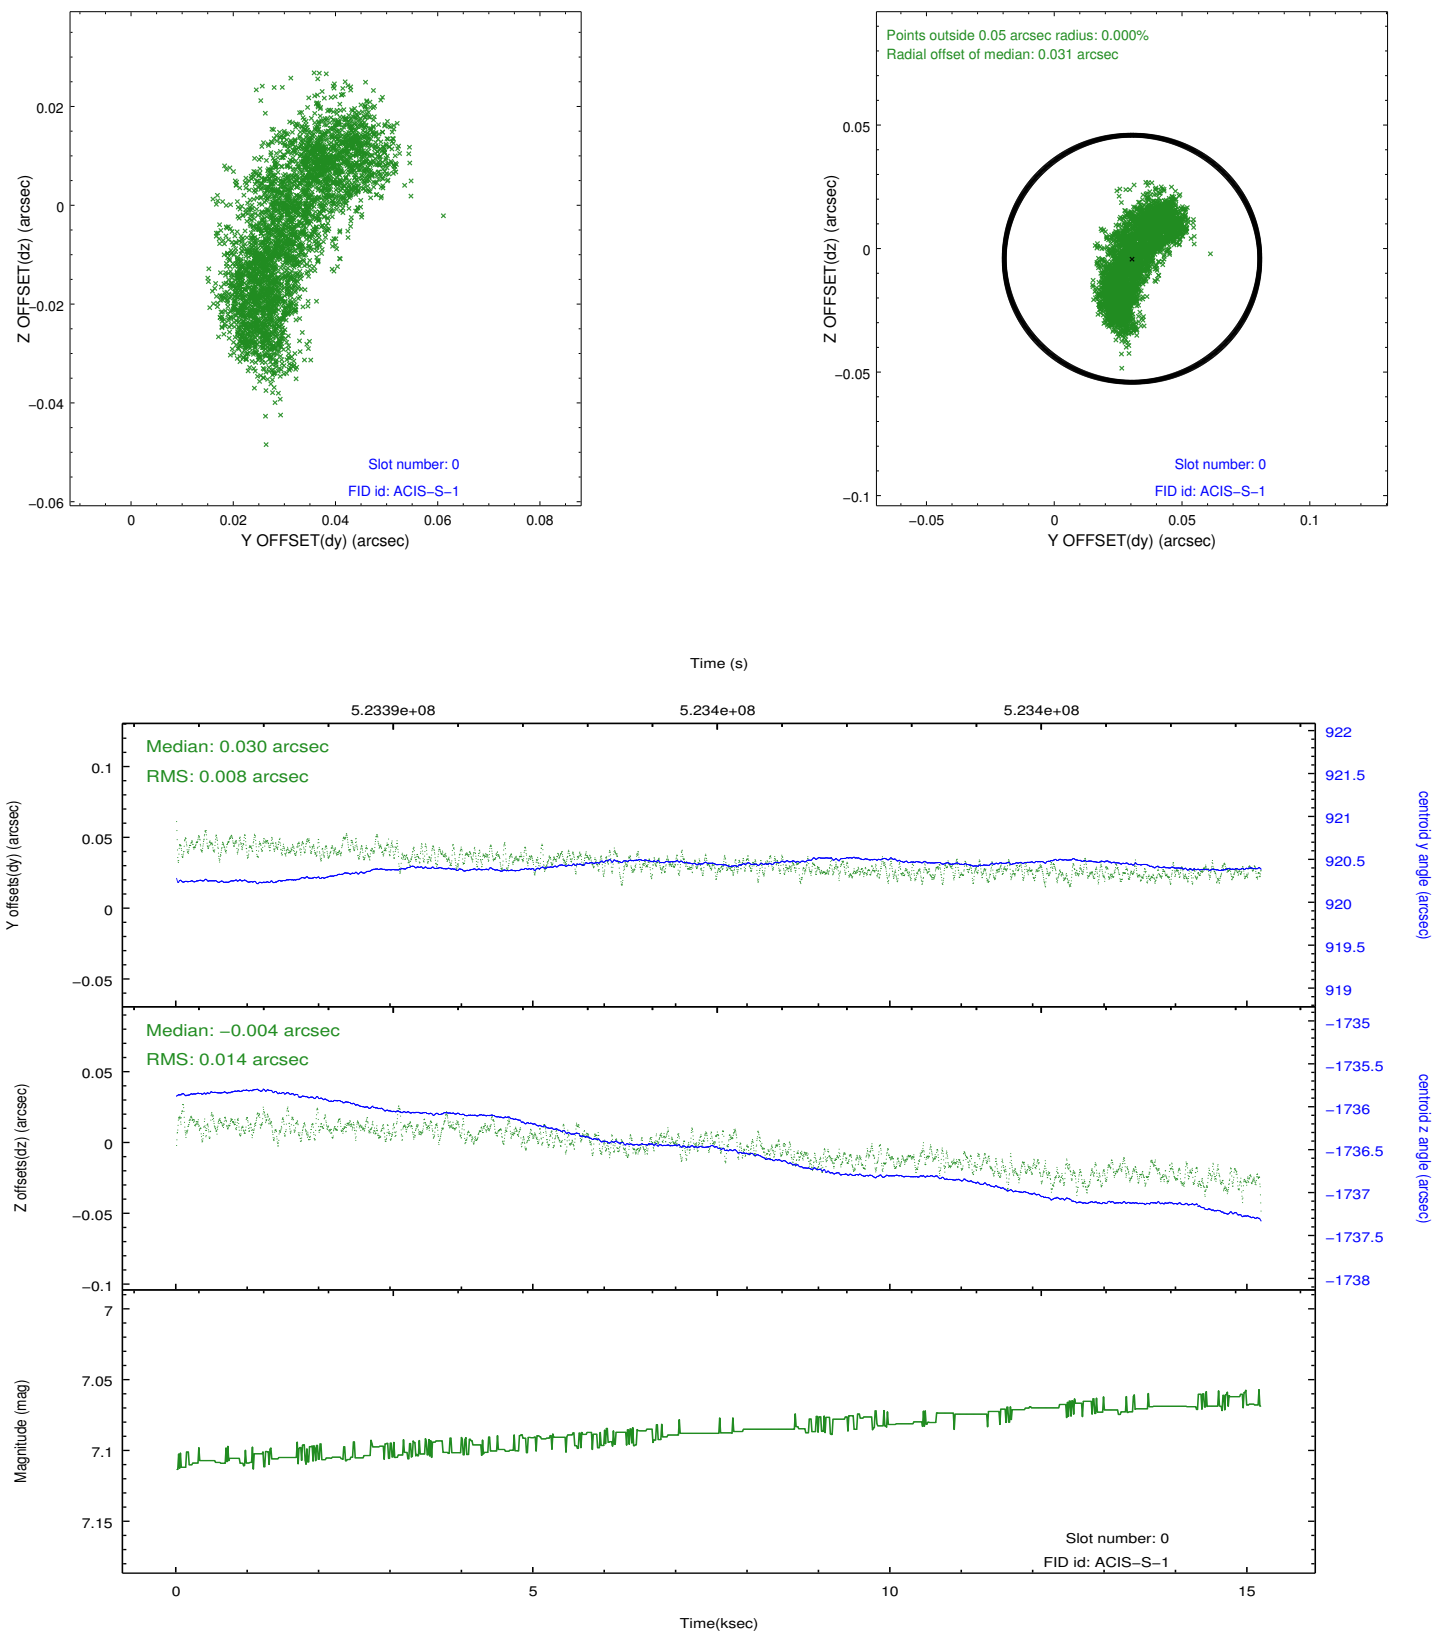 0.02
0
−0.02
−0.04
−0.06
Z OFFSET(dz) (arcsec)
Slot number: 0
FID id: ACIS−S−1
0
0.02
0.04
0.06
0.08
Y OFFSET(dy) (arcsec)
Points outside 0.05 arcsec radius: 0.000%
Radial offset of median: 0.031 arcsec
0.05
0
−0.05
−0.1
Z OFFSET(dz) (arcsec)
Slot number: 0
FID id: ACIS−S−1
−0.05
0
0.05
0.1
Y OFFSET(dy) (arcsec)
Time (s)
5.2339e+08
5.234e+08
5.234e+08
Median: 0.030 arcsec
RMS: 0.008 arcsec
0.1
0.05
0
−0.05
Y offsets(dy) (arcsec)
922
921.5
921
920.5
920
919.5
919
centroid y angle (arcsec)
Median: −0.004 arcsec
RMS: 0.014 arcsec
0.05
0
−0.05
−0.1
Z offsets(dz) (arcsec)
−1735
−1735.5
−1736
−1736.5
−1737
−1737.5
−1738
centroid z angle (arcsec)
7
7.05
7.1
7.15
Magnitude (mag)
Slot number: 0
FID id: ACIS−S−1
0
5
10
15
Time(ksec)